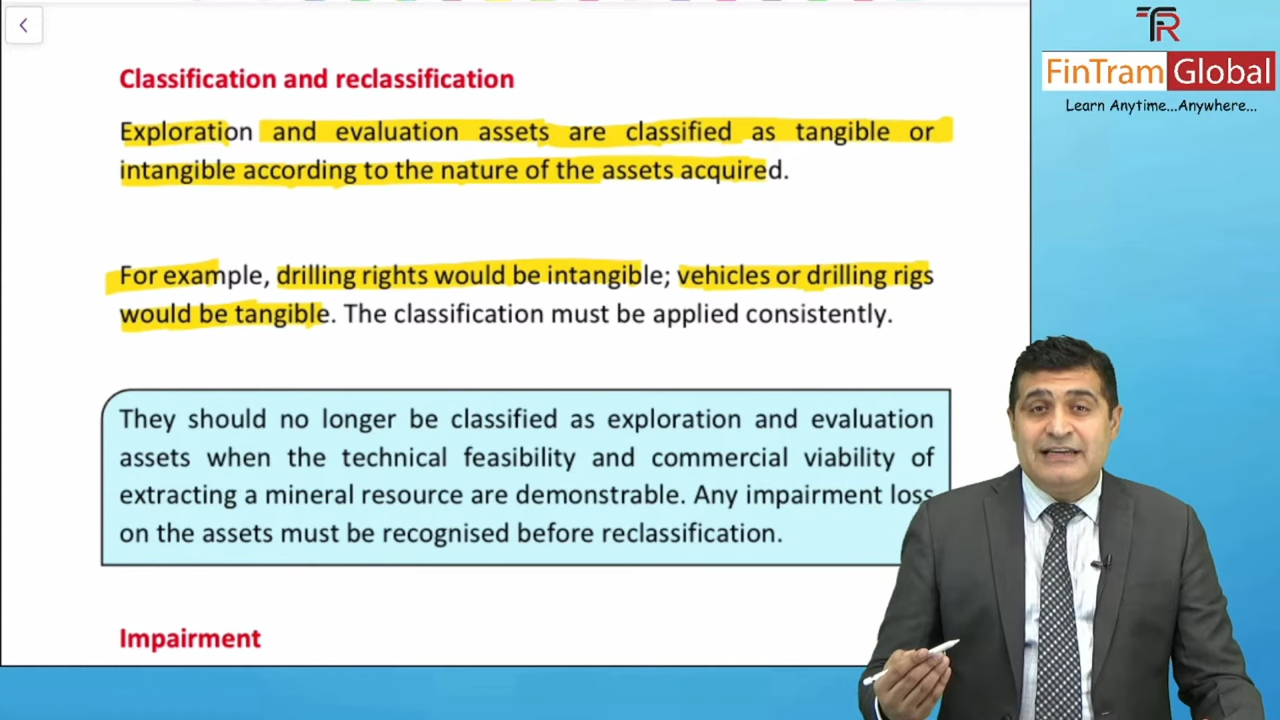 Classification and reclassification
Exploration and evaluation assets are classified as tangible or
intangible according to the nature of the assets acquired.
For example, drilling rights would be intangible; vehicles or drilling rigs
would be tangible. The classification must be applied consistently.
They should no longer be classified as exploration and evaluation
assets when the technical feasibility and commercial viability of
extracting a mineral resource are demonstrable. Any impairment loss
on the assets must be recognised before reclassification.
Impairment
TR
FinTram Global
Learn Anytime...Anywhere...